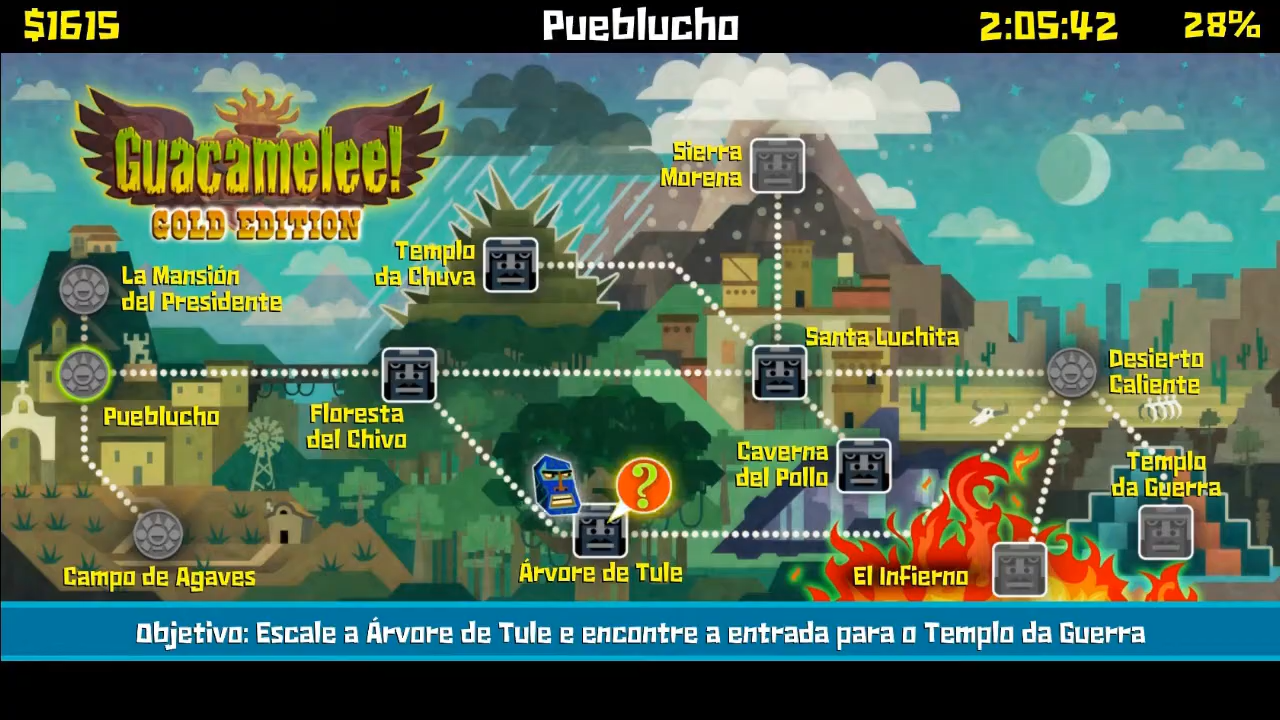 $1615
Pueblucho
2:05:42
28%
Guacamelee!
GOLD EDITION
Sierra
Morena
Templo
da Chuva
La Mansión
del Presidente
Santa Luchita
Desierto
Caliente
Pueblucho
Floresta
del Chivo
Caverna
del Pollo
Templo
da Guerra
?
Campo de Agaves
Árvore de Tule
El Infierno
Objetivo: Escale a Árvore de Tule e encontre a entrada para o Templo da Guerra